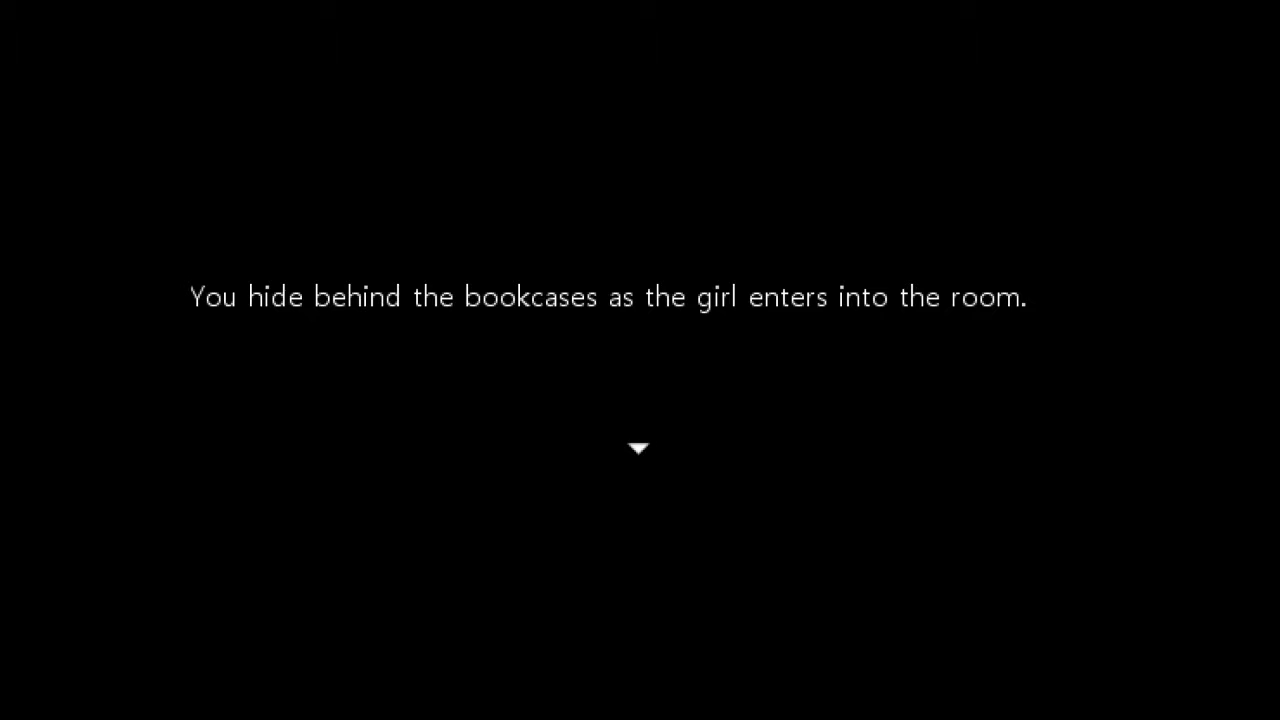 You hide behind the bookcases as the girl enters into the room.